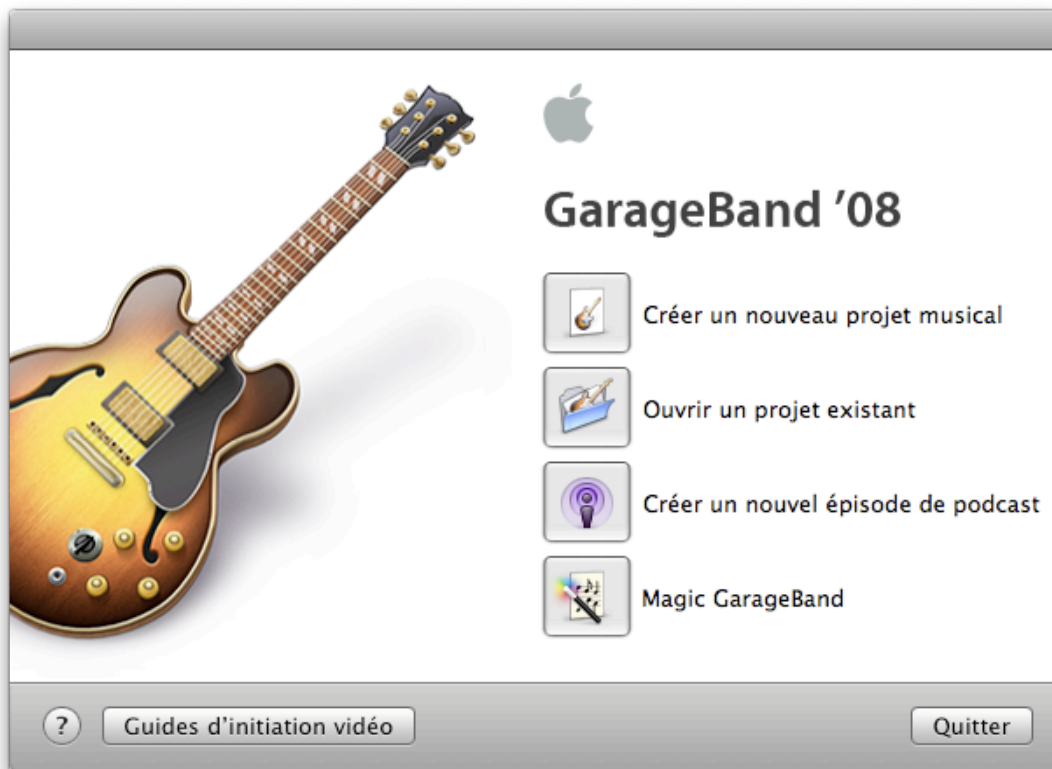 GarageBand ’08
Créer un nouveau projet musical
Ouvrir un projet existant
Créer un nouvel épisode de podcast
Magic GarageBand
?
Guides d’initiation vidéo
Quitter